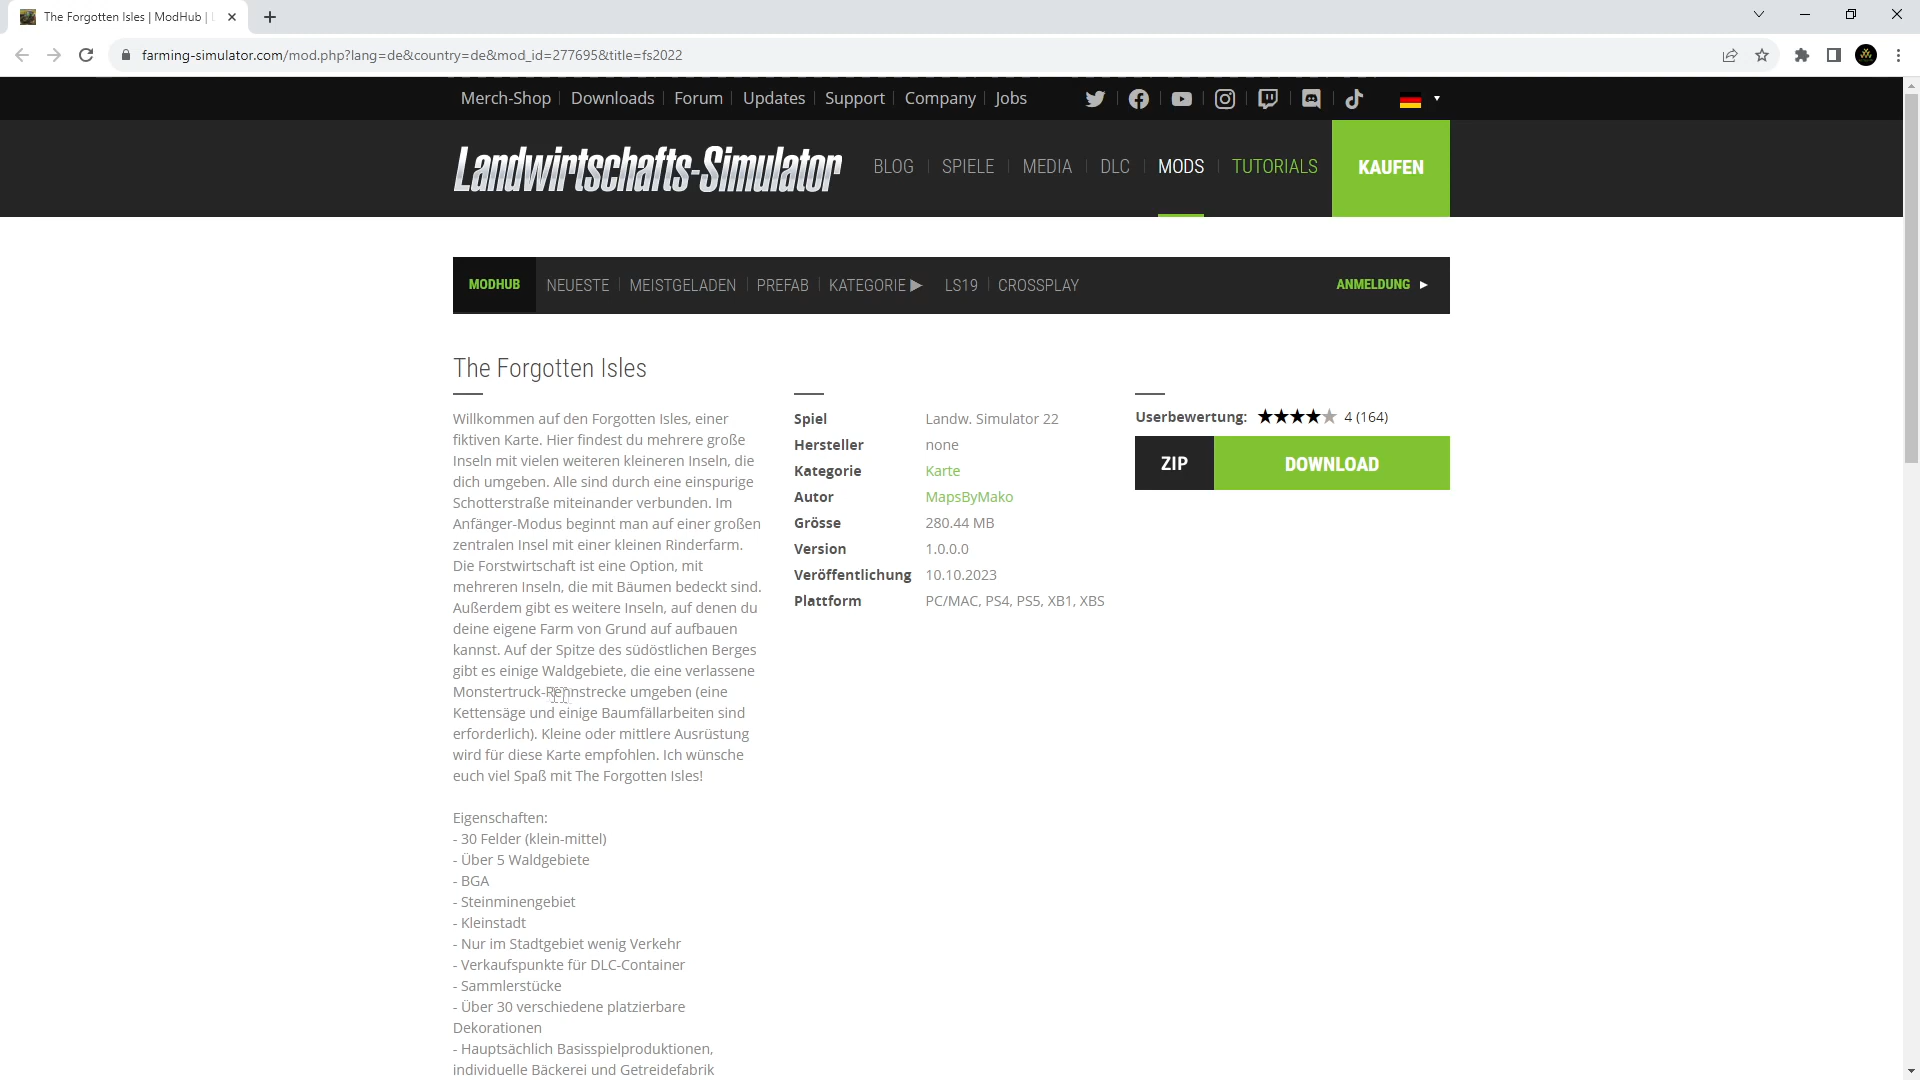 The Forgotten Isles | ModHub |
farming-simulator.com/mod.php?lang=de&country=de&mod_id=277695&title=fs2022
Merch-Shop Downloads Forum Updates Support Company Jobs
Landwirtschafts-Simulator BLOG SPIELE MEDIA DLC MODS TUTORIALS KAUFEN
MODHUB NEUESTE MEISTGELADEN PREFAB KATEGORIE LS19 CROSSPLAY ANMELDUNG
The Forgotten Isles
Willkommen auf den Forgotten Isles, einer
fiktiven Karte. Hier findest du mehrere große
Inseln mit vielen weiteren kleineren Inseln, die
dich umgeben. Alle sind durch eine einspurige
Schotterstraße miteinander verbunden. Im
Anfänger-Modus beginnt man auf einer großen
zentralen Insel mit einer kleinen Rinderfarm.
Die Forstwirtschaft ist eine Option, mit
mehreren Inseln, die mit Bäumen bedeckt sind.
Außerdem gibt es weitere Inseln, auf denen du
deine eigene Farm von Grund auf aufbauen
kannst. Auf der Spitze des südöstlichen Berges
gibt es einige Waldgebiete, die eine verlassene
Monstertruck-Rennstrecke umgeben (eine
Kettensäge und einige Baumfällarbeiten sind
erforderlich). Kleine oder mittlere Ausrüstung
wird für diese Karte empfohlen. Ich wünsche
euch viel Spaß mit The Forgotten Isles!
Eigenschaften:
- 30 Felder (klein-mittel)
- Über 5 Waldgebiete
- BGA
- Steinminengebiet
- Kleinstadt
- Nur im Stadtgebiet wenig Verkehr
- Verkaufspunkte für DLC-Container
- Sammlerstücke
- Über 30 verschiedene platzierbare
Dekorationen
- Hauptsächlich Basisspielproduktionen,
individuelle Bäckerei und Getreidefabrik
Spiel Landw. Simulator 22
Hersteller none
Kategorie Karte
Autor MapsByMako
Grösse 280.44 MB
Version 1.0.0.0
Veröffentlichung 10.10.2023
Plattform PC/MAC, PS4, PS5, XB1, XBS
Userbewertung: 4 (164)
ZIP DOWNLOAD